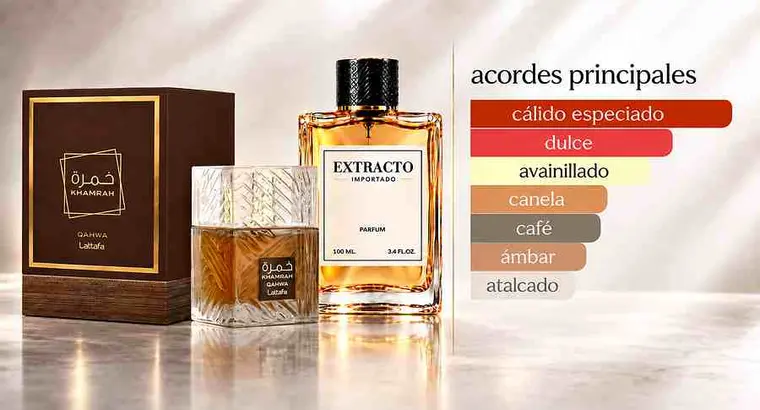 خمرة
KHAMRAH
QAHWA
Lattafa
خمرة
KHAMRAH
QAHWA
Lattafa
EXTRACTO
IMPORTADO
PARFUM
100 ML. 3.4 FL.OZ.
acordes principales
cálido especiado
dulce
avainillado
canela
café
ámbar
atalcado